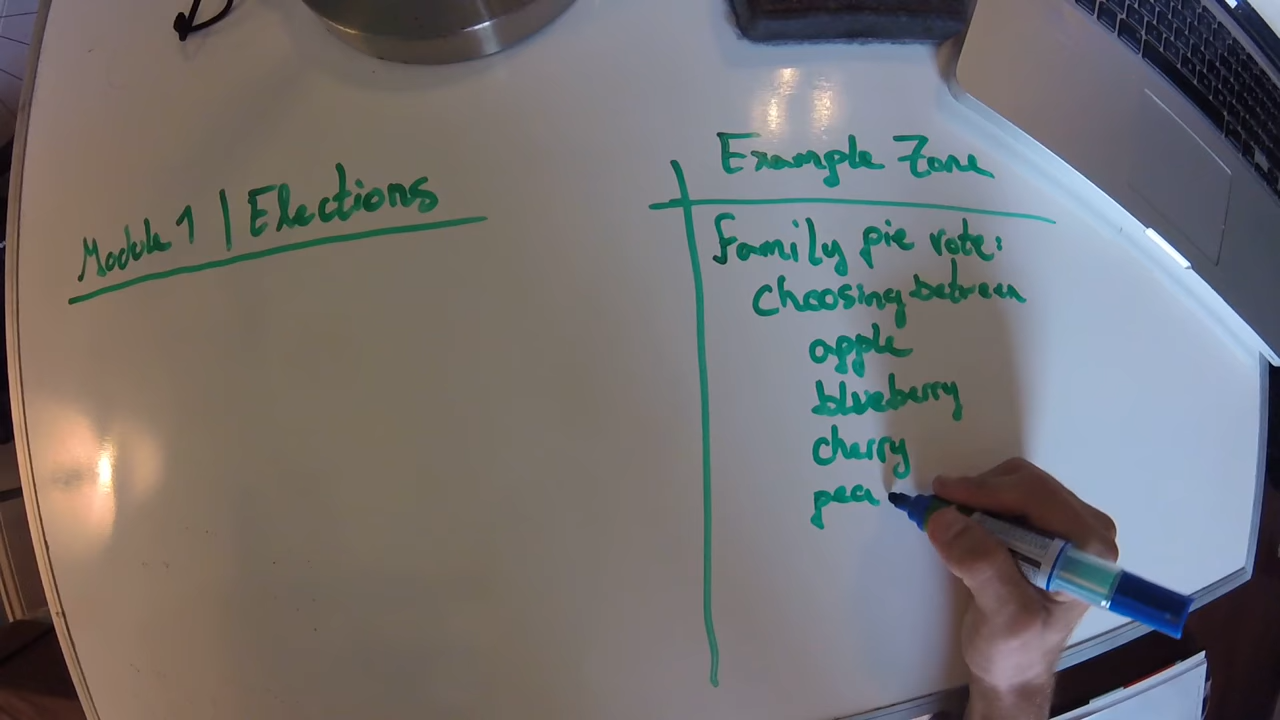 Module 1 | Elections
Example Zone
Family pie vote:
Choosing between
apple
blueberry
cherry
pea